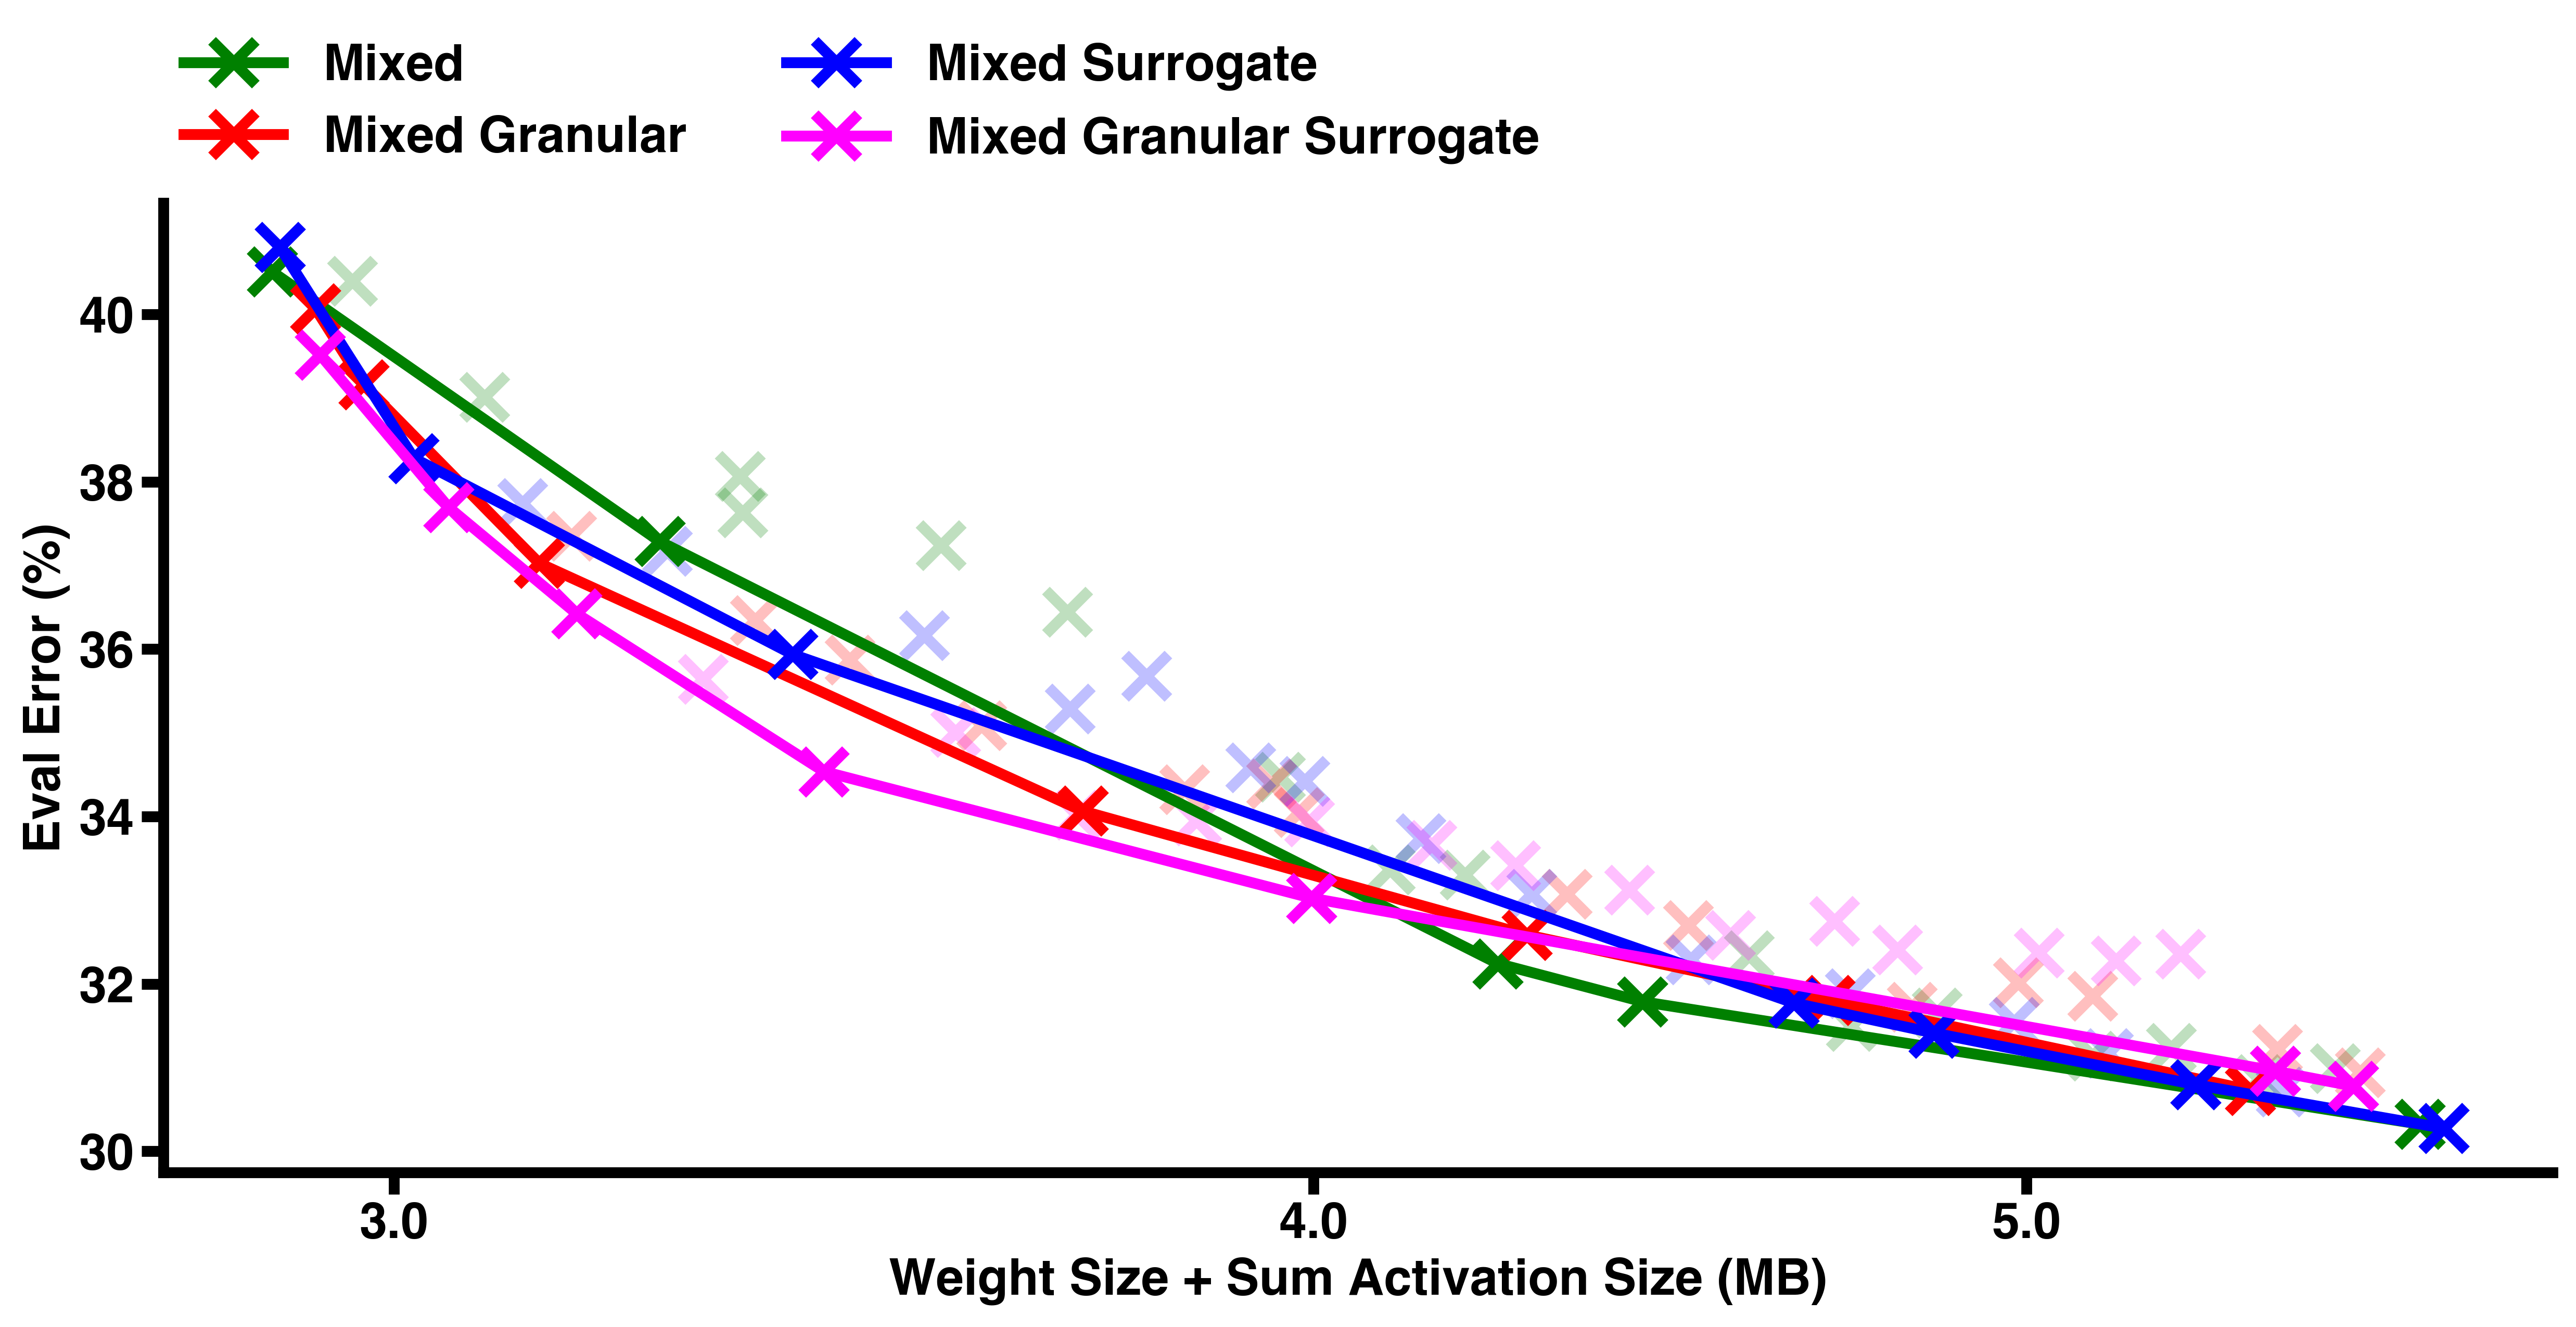 Mixed
Mixed Granular
Mixed Surrogate
Mixed Granular Surrogate
Eval Error (%)
40
38
36
34
32
30
3.0 4.0 5.0
Weight Size + Sum Activation Size (MB)